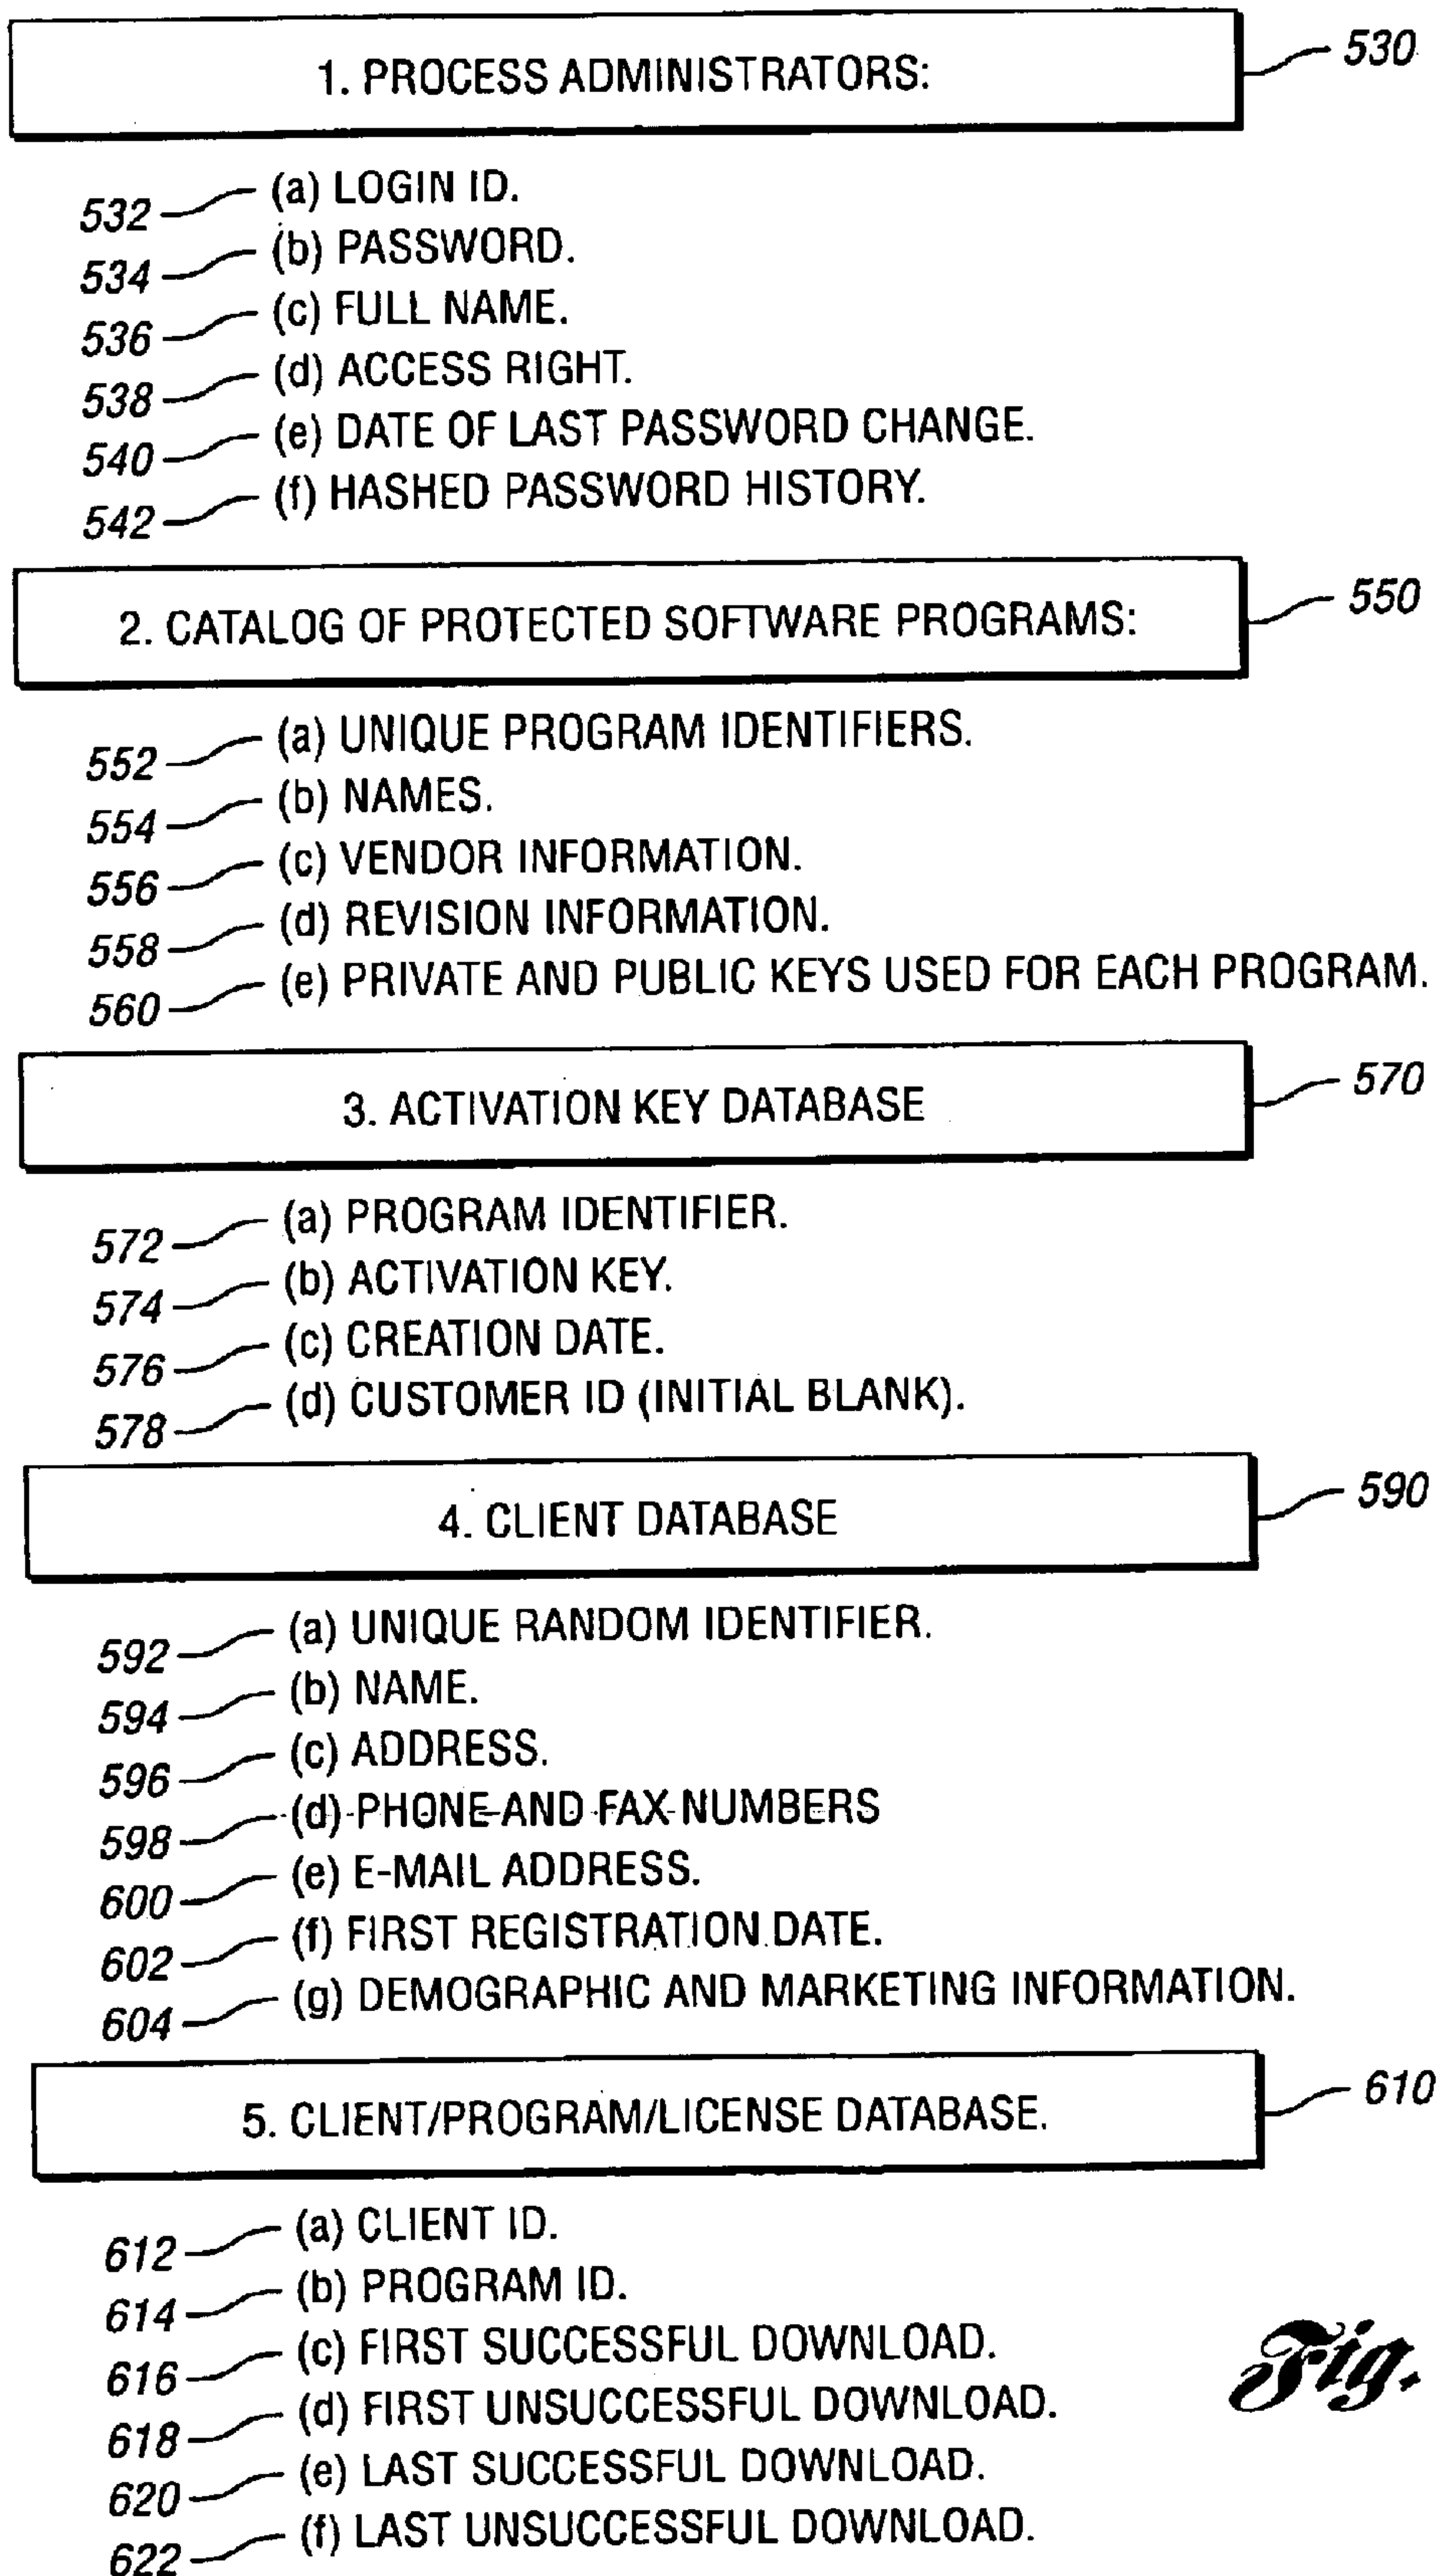 1. PROCESS ADMINISTRATORS: 530
532 (a) LOGIN ID.
534 (b) PASSWORD.
536 (c) FULL NAME.
538 (d) ACCESS RIGHT.
540 (e) DATE OF LAST PASSWORD CHANGE.
542 (f) HASHED PASSWORD HISTORY.
2. CATALOG OF PROTECTED SOFTWARE PROGRAMS: 550
552 (a) UNIQUE PROGRAM IDENTIFIERS.
554 (b) NAMES.
556 (c) VENDOR INFORMATION.
558 (d) REVISION INFORMATION.
560 (e) PRIVATE AND PUBLIC KEYS USED FOR EACH PROGRAM.
3. ACTIVATION KEY DATABASE 570
572 (a) PROGRAM IDENTIFIER.
574 (b) ACTIVATION KEY.
576 (c) CREATION DATE.
578 (d) CUSTOMER ID (INITIAL BLANK).
4. CLIENT DATABASE 590
592 (a) UNIQUE RANDOM IDENTIFIER.
594 (b) NAME.
596 (c) ADDRESS.
598 (d) PHONE AND FAX NUMBERS
600 (e) E-MAIL ADDRESS.
602 (f) FIRST REGISTRATION DATE.
604 (g) DEMOGRAPHIC AND MARKETING INFORMATION.
5. CLIENT/PROGRAM/LICENSE DATABASE. 610
612 (a) CLIENT ID.
614 (b) PROGRAM ID.
616 (c) FIRST SUCCESSFUL DOWNLOAD.
618 (d) FIRST UNSUCCESSFUL DOWNLOAD.
620 (e) LAST SUCCESSFUL DOWNLOAD.
622 (f) LAST UNSUCCESSFUL DOWNLOAD.
Fig.